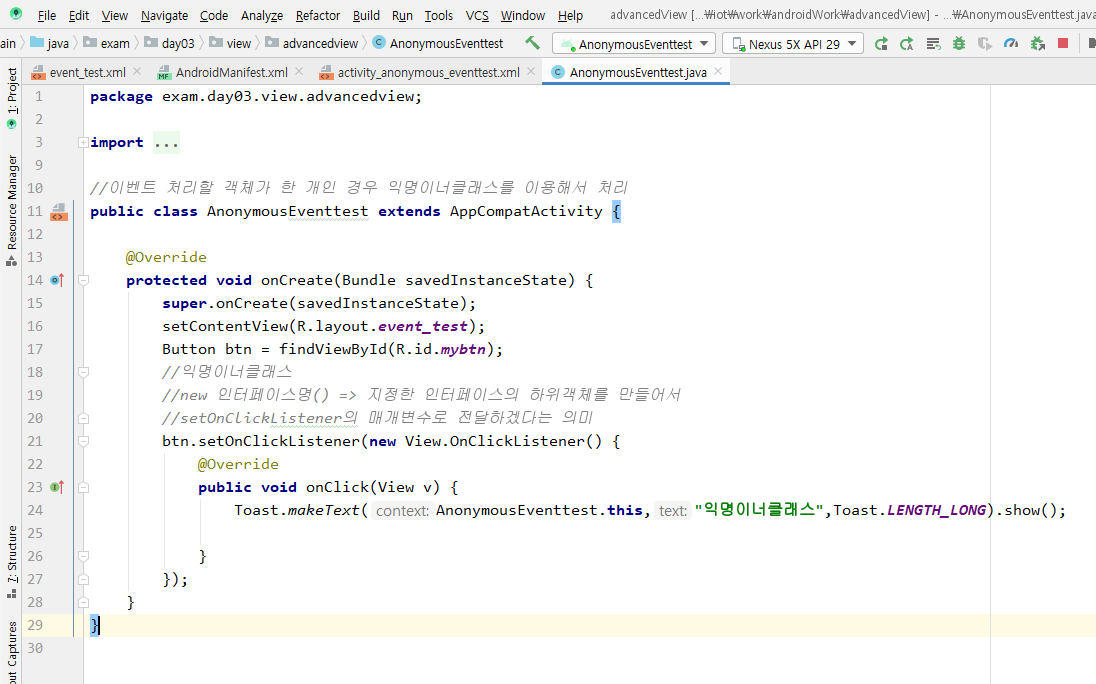 File Edit View Navigate Code Analyze Refactor Build Run Tools VCS Window Help advancedView [...₩iot₩work₩androidWork₩advancedView] - ...₩AnonymousEventtest.java
ain java exam day03 view advancedview AnonymousEventtest AnonymousEventtest Nexus 5X API 29
event_test.xml AndroidManifest.xml activity_anonymous_eventtest.xml AnonymousEventtest.java
1: Project
Resource Manager
7: Structure
out Captures
1 package exam.day03.view.advancedview;
2
3 import ...
9
10 //이벤트 처리할 객체가 한 개인 경우 익명이너클래스를 이용해서 처리
11 public class AnonymousEventtest extends AppCompatActivity {
12
13 @Override
14 protected void onCreate(Bundle savedInstanceState) {
15 super.onCreate(savedInstanceState);
16 setContentView(R.layout.event_test);
17 Button btn = findViewById(R.id.mybtn);
18 //익명이너클래스
19 //new 인터페이스명() => 지정한 인터페이스의 하위객체를 만들어서
20 //setOnClickListener의 매개변수로 전달하겠다는 의미
21 btn.setOnClickListener(new View.OnClickListener() {
22 @Override
23 public void onClick(View v) {
24 Toast.makeText( context: AnonymousEventtest.this, text: "익명이너클래스",Toast.LENGTH_LONG).show();
25
26 }
27 });
28 }
29 }
30